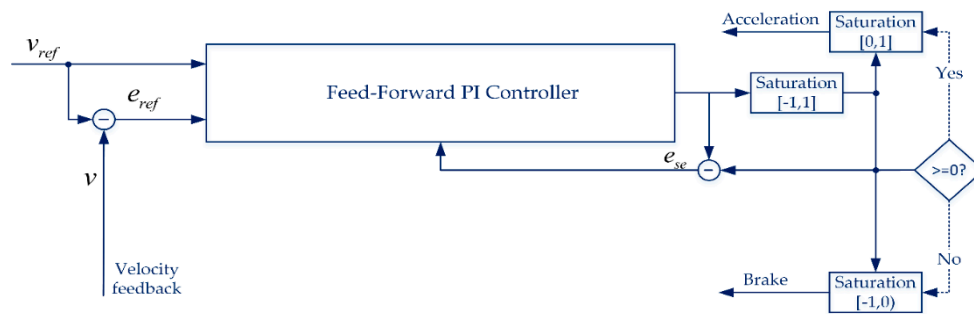 Acceleration
Saturation
[0,1]
v_ref
Yes
e_ref
Feed-Forward PI Controller
Saturation
[-1,1]
e_se
v
>=0?
Velocity
feedback
No
Brake
Saturation
[-1,0)